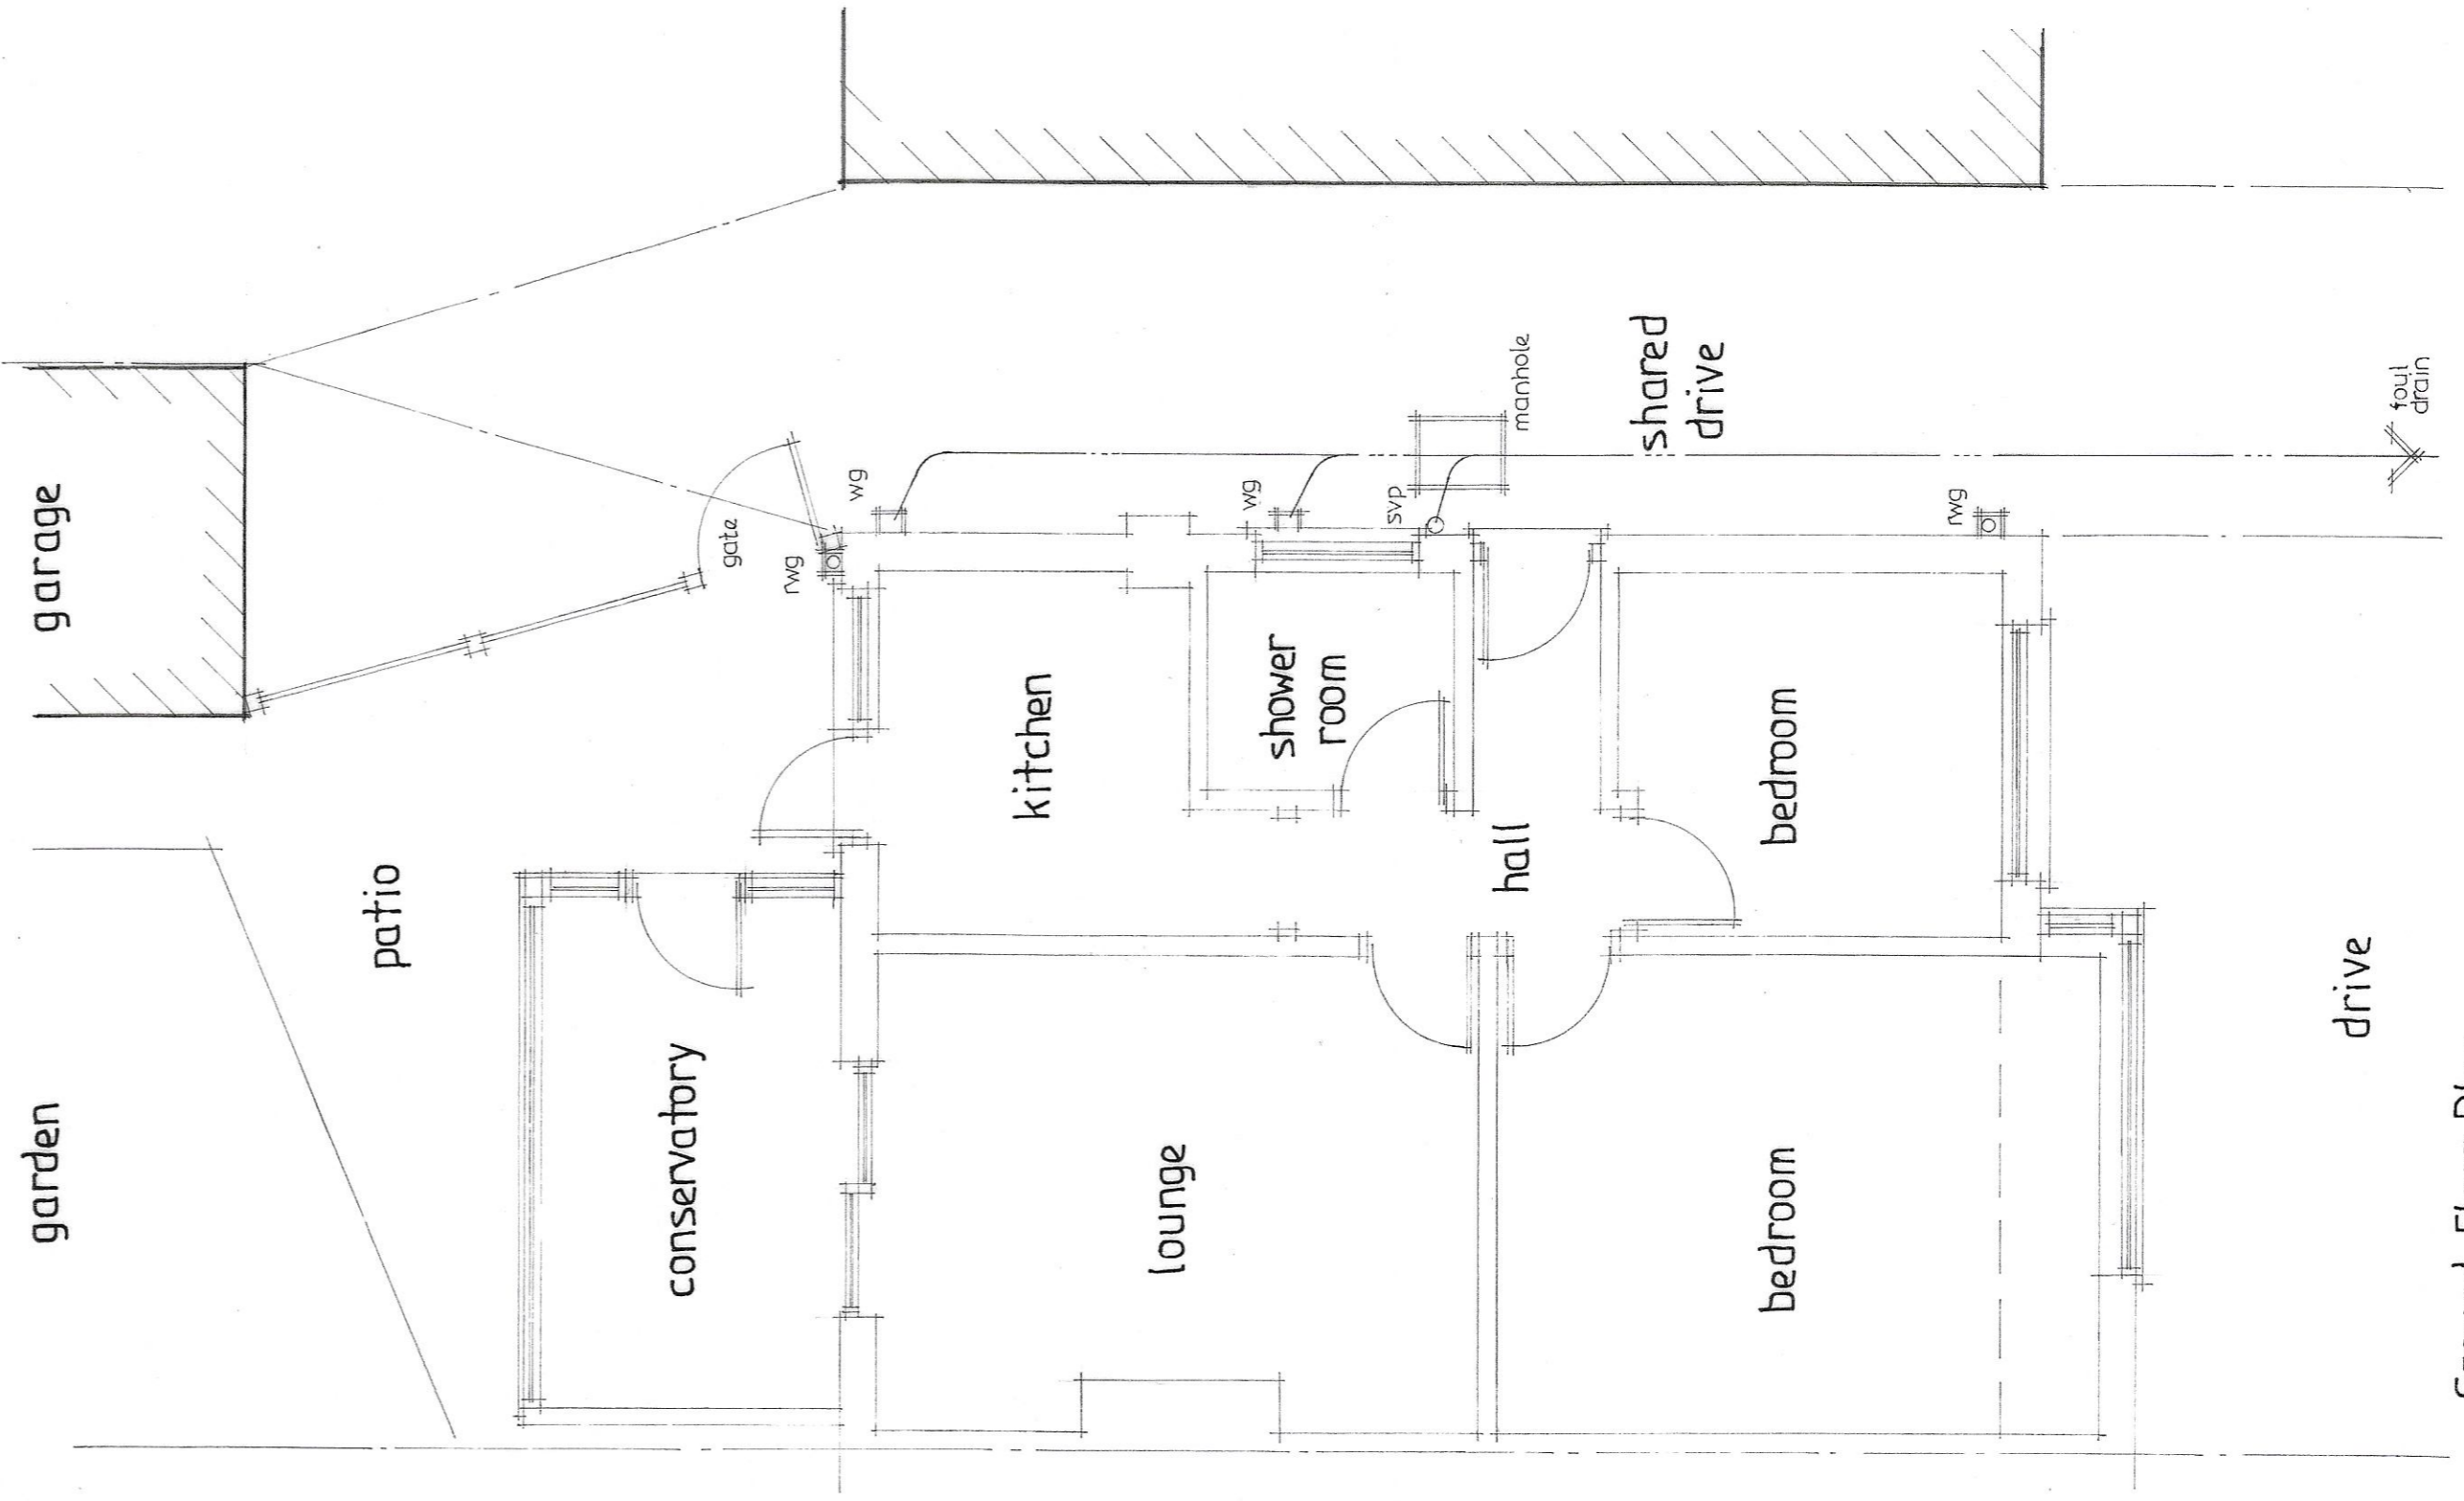 garden
garage
patio
conservatory
gate
rwg
wg
kitchen
lounge
wg
shower
room
svp
manhole
hall
shared
drive
bedroom
bedroom
rwg
drive
foul
drain